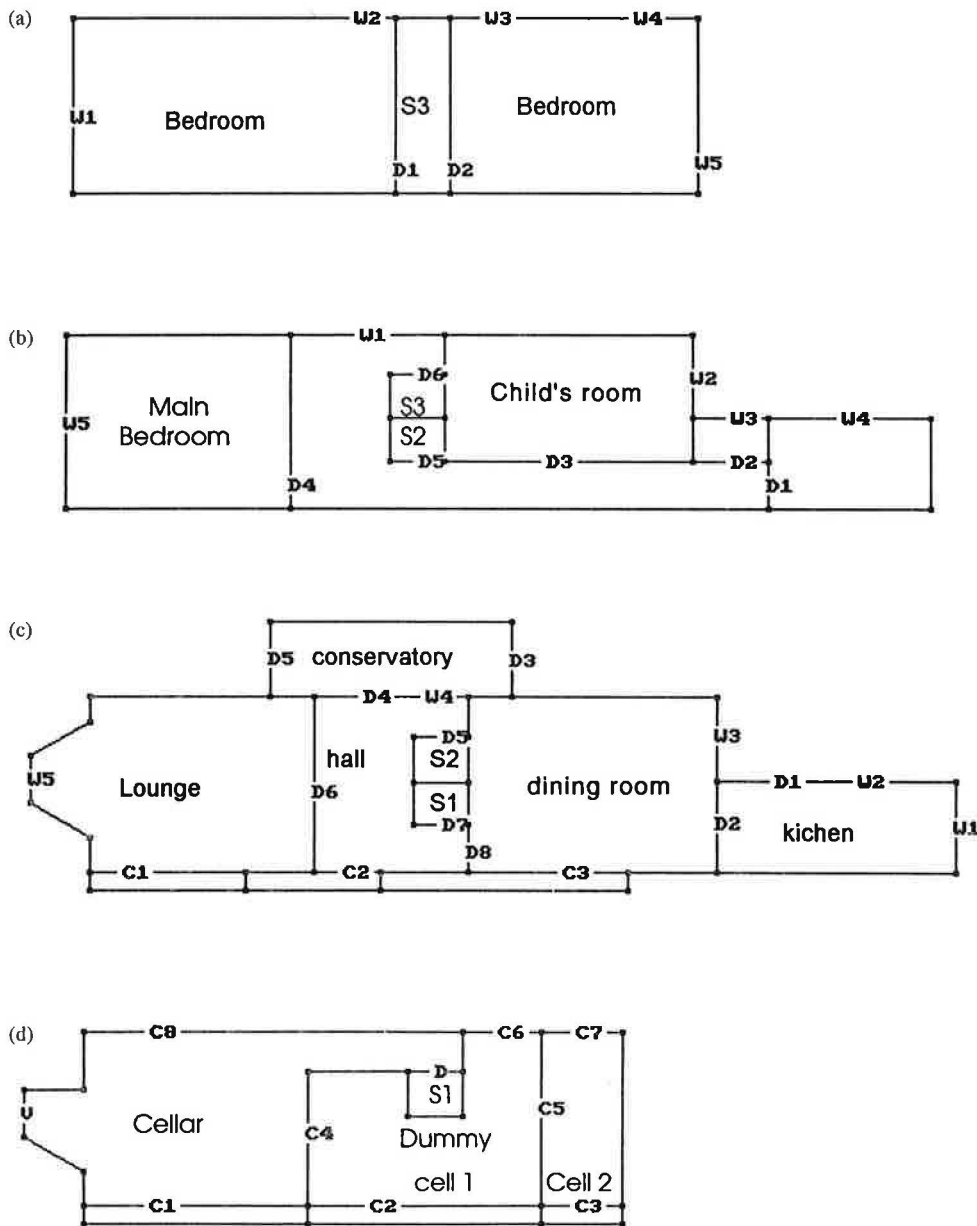 (a)
W2 W3 W4
W1 Bedroom S3 Bedroom
D1 D2 W5
(b)
W1
D6 Child's room W2
W5 Main S3 W3 W4
Bedroom S2
D5 D3 D2
D4 D1
(c)
D5 conservatory D3
D4 W4
hall D5 W3
S2
W5 Lounge D6 dining room D1 W2
S1
D7 D2 kichen W1
D8
C1 C2 C3
(d)
C8 C6 C7
D
V S1
Cellar C4 C5
Dummy
cell 1 Cell 2
C1 C2 C3